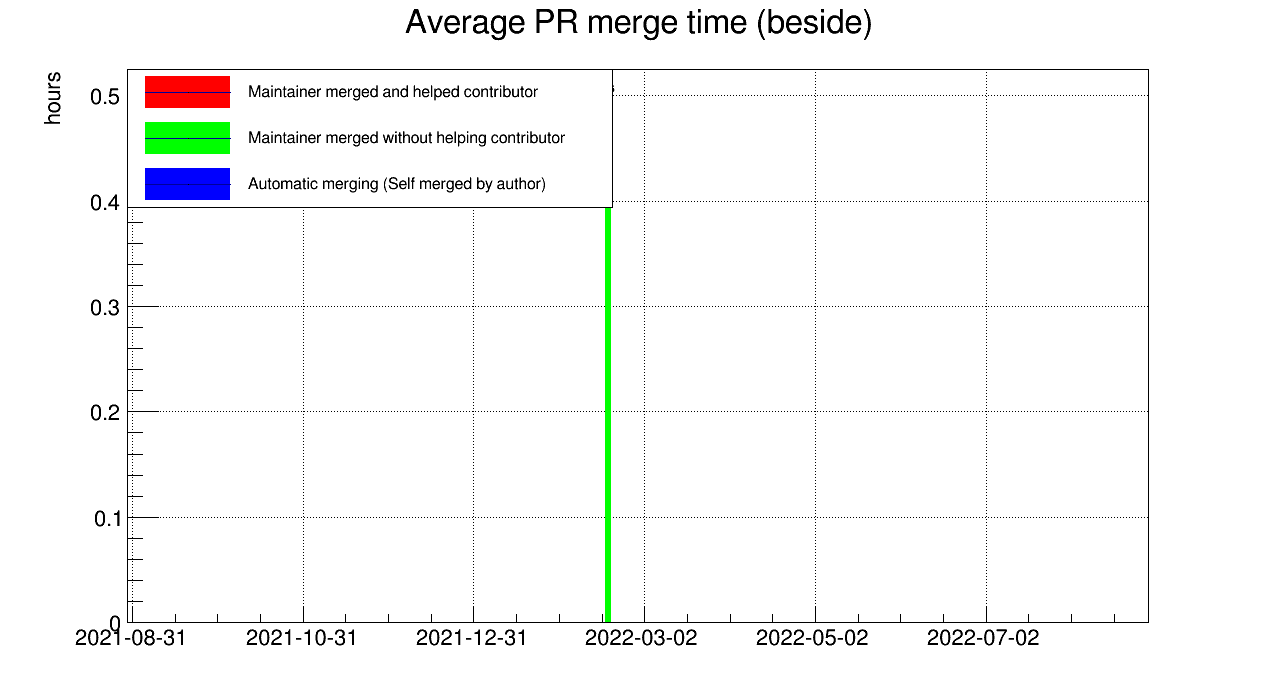 Average PR merge time (beside)
hours
Maintainer merged and helped contributor
Maintainer merged without helping contributor
Automatic merging (Self merged by author)
0.5
0.4
0.3
0.2
0.1
0
2021-08-31 2021-10-31 2021-12-31 2022-03-02 2022-05-02 2022-07-02